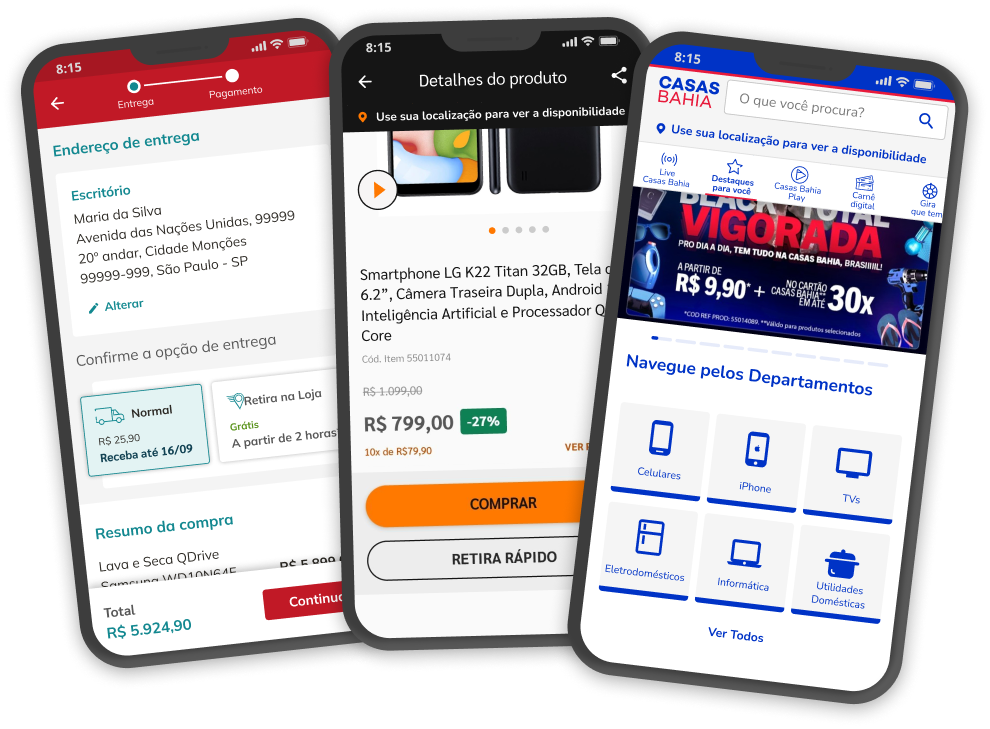 8:15
Entrega
Pagamento
Endereço de entrega
Escritório
Maria da Silva
Avenida das Nações Unidas, 99999
20º andar, Cidade Monções
99999-999, São Paulo - SP
Alterar
Confirme a opção de entrega
Normal
R$ 25,90
Receba até 16/09
Retira na Loja
Grátis
A partir de 2 horas
Resumo da compra
Lava e Seca QDrive
R$ 5.899
Samsung WD10N64F
Total
R$ 5.924,90
Continu
8:15
Detalhes do produto
Use sua localização para ver a disponibilidade
Smartphone LG K22 Titan 32GB, Tela d
6.2”, Câmera Traseira Dupla, Android
Inteligência Artificial e Processador Q
Core
Cód. Item 55011074
R$ 1.099,00
R$ 799,00
-27%
10x de R$79,90
VER
COMPRAR
RETIRA RÁPIDO
8:15
CASAS
BAHIA
O que você procura?
Use sua localização para ver a disponibilidade
Live
Casas Bahia
Destaques
para você
Casas Bahia
Play
Carnê
digital
Gira
que tem
BLACK TOTAL
VIGORADA
PRO DIA A DIA, TEM TUDO NA CASAS BAHIA, BRASIIIIL!
A PARTIR DE
R$ 9,90*
+
NO CARTÃO
CASAS BAHIA**
EM ATÉ
30x
*COD REF PROD: 55014089. **Válido para produtos selecionados
Navegue pelos Departamentos
Celulares
iPhone
TVs
Eletrodomésticos
Informática
Utilidades
Domésticas
Ver Todos